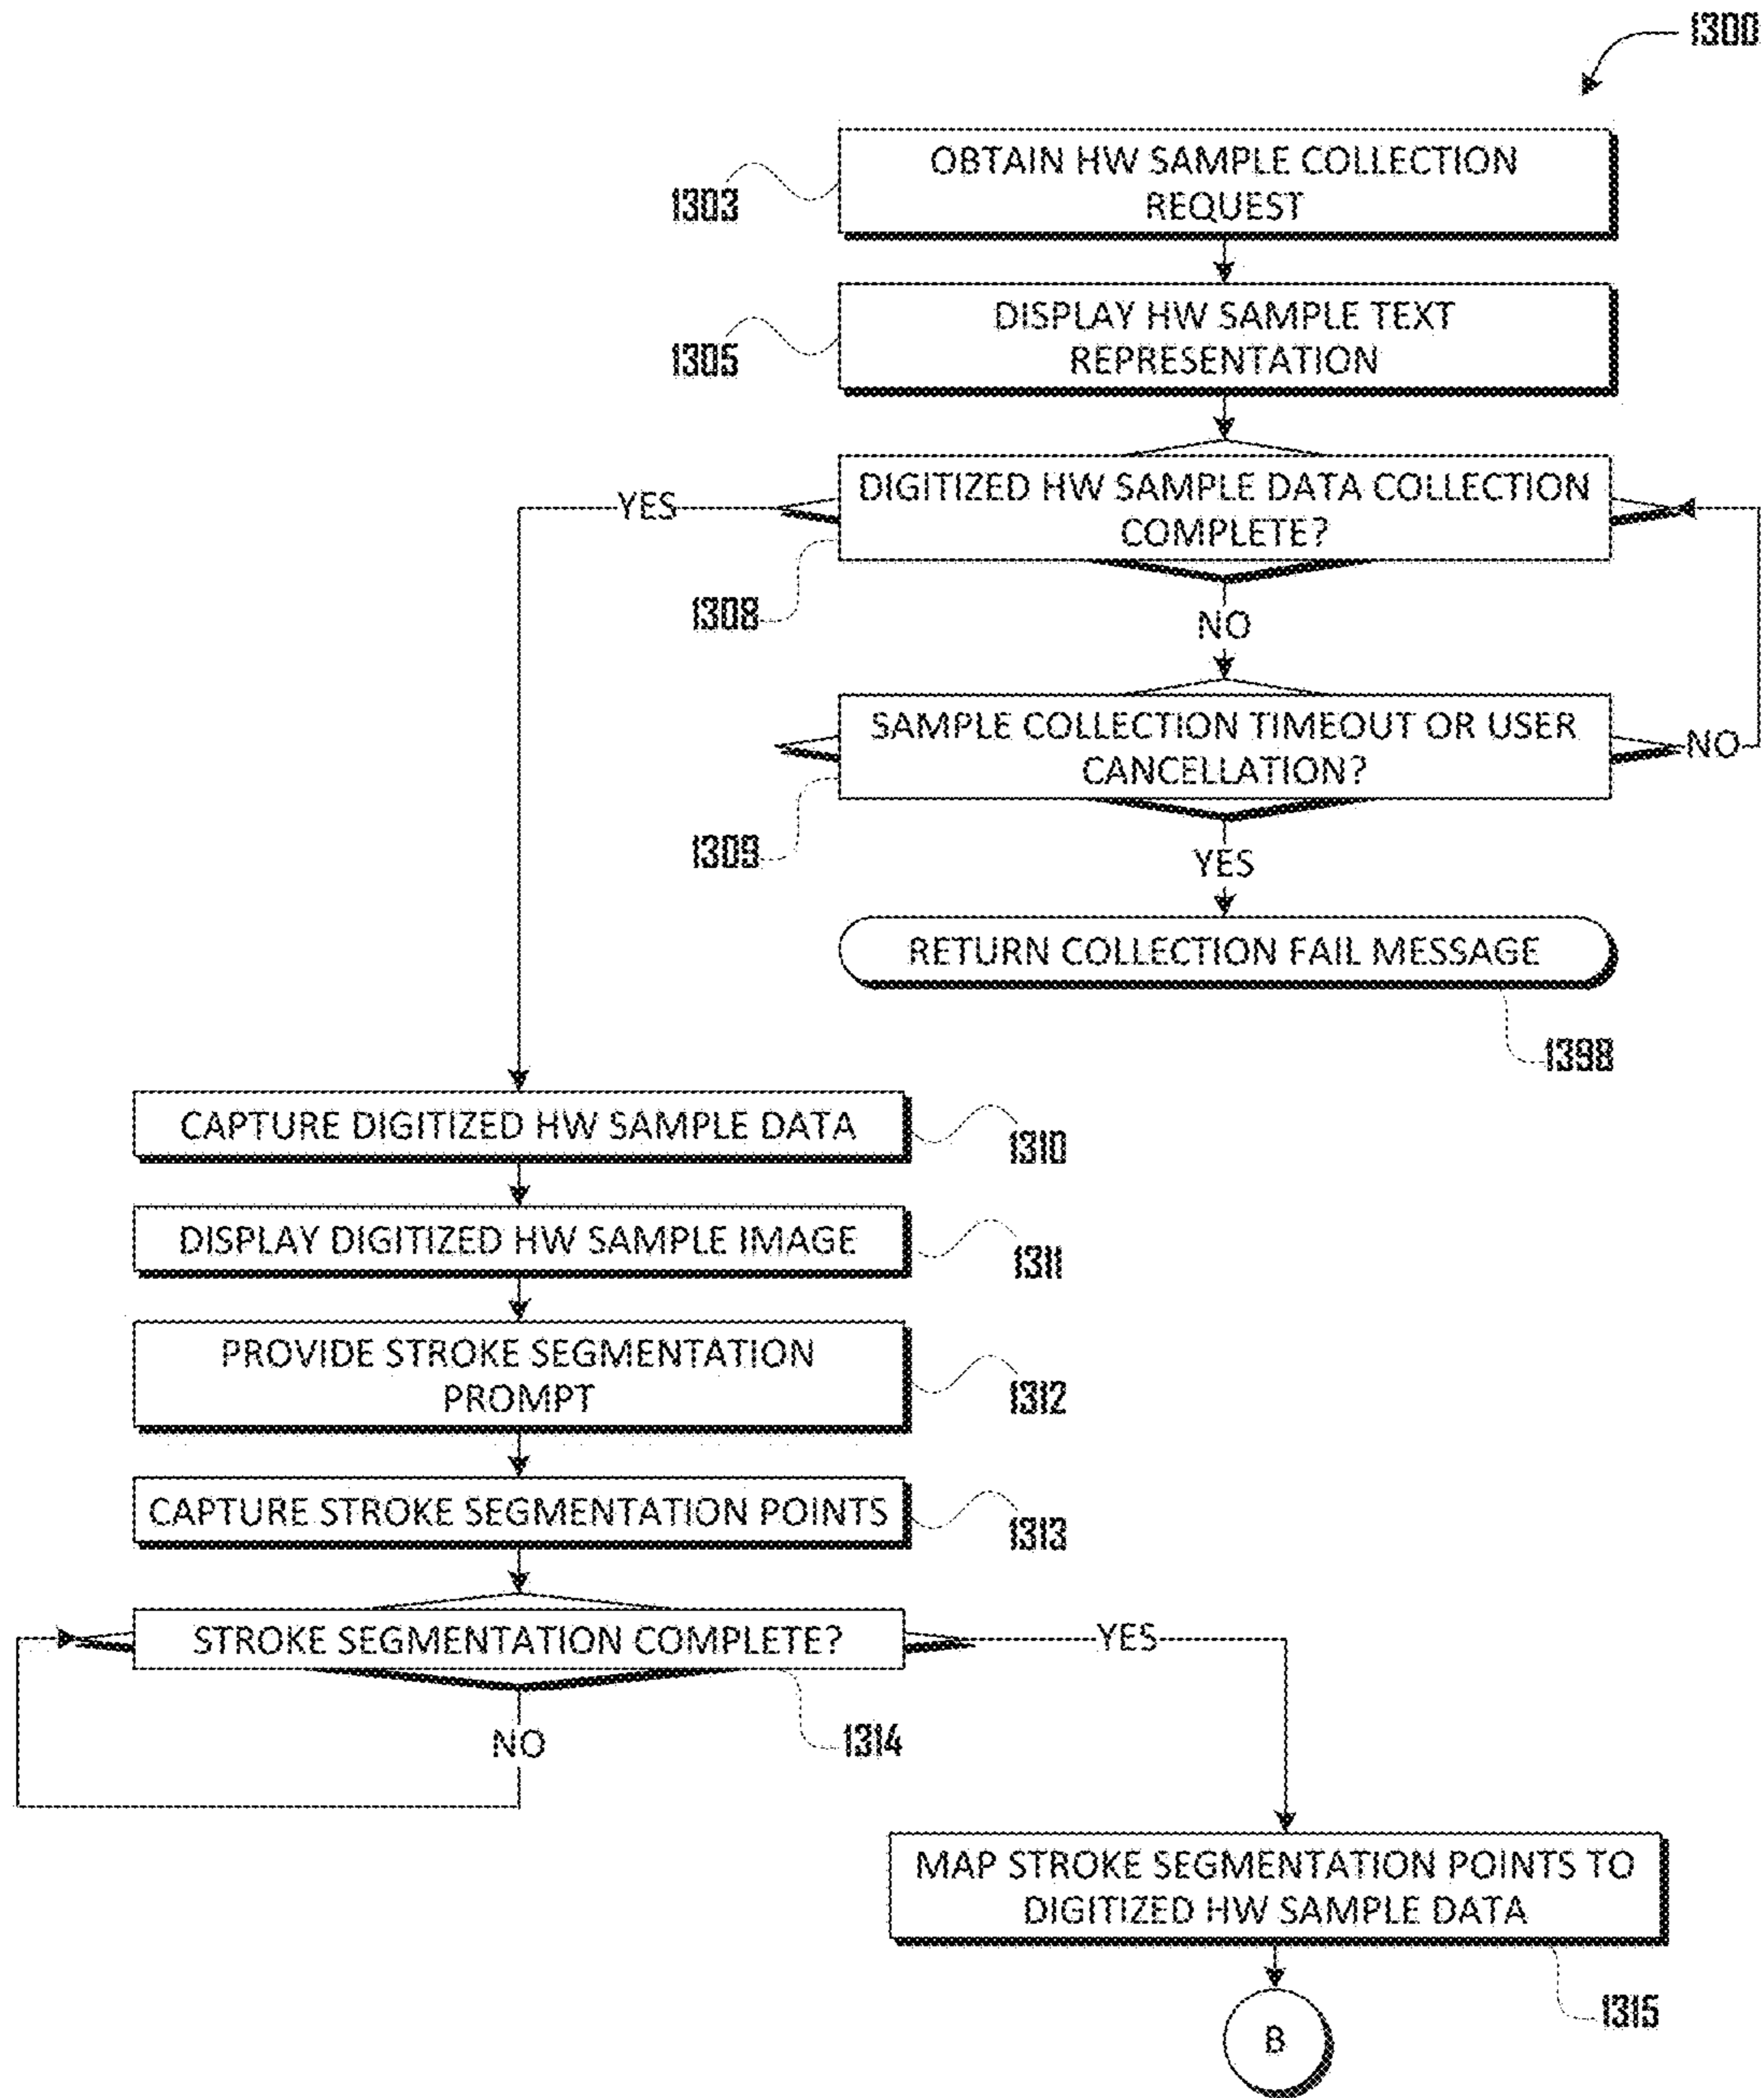 1300
OBTAIN HW SAMPLE COLLECTION
REQUEST
1303
DISPLAY HW SAMPLE TEXT
REPRESENTATION
1305
DIGITIZED HW SAMPLE DATA COLLECTION
COMPLETE?
YES
1308
NO
SAMPLE COLLECTION TIMEOUT OR USER
CANCELLATION?
NO
1309
YES
RETURN COLLECTION FAIL MESSAGE
1398
CAPTURE DIGITIZED HW SAMPLE DATA
1310
DISPLAY DIGITIZED HW SAMPLE IMAGE
1311
PROVIDE STROKE SEGMENTATION
PROMPT
1312
CAPTURE STROKE SEGMENTATION POINTS
1313
STROKE SEGMENTATION COMPLETE?
YES
NO
1314
MAP STROKE SEGMENTATION POINTS TO
DIGITIZED HW SAMPLE DATA
1315
B